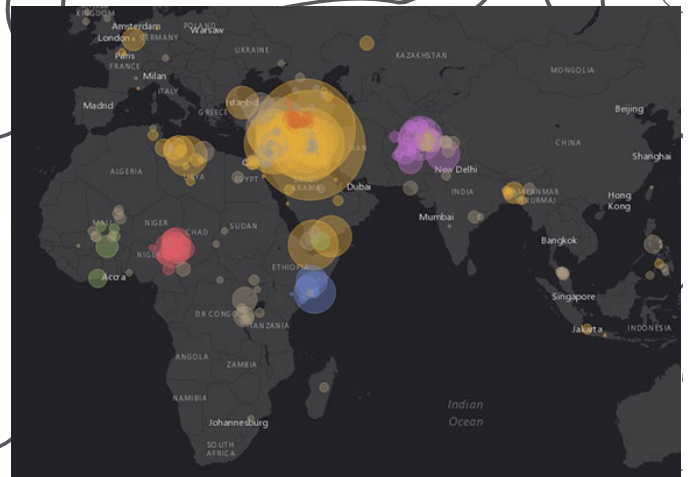 KINGDOM
Amsterdam
POLAND
Warsaw
London
GERMANY
UKRAINE
Paris
FRANCE
KAZAKHSTAN
MONGOLIA
Milan
ITALY
Madrid
Istanbul
GREECE
Beijing
CHINA
Shanghai
ALGERIA
EGYPT
ARABIA
Dubai
New Delhi
INDIA
MYANMAR
(BURMA)
Hong
Kong
Mumbai
NIGER
CHAD
SUDAN
Bangkok
ETHIOPIA
Accra
Singapore
DR CONGO
TANZANIA
Jakarta
INDONESIA
ANGOLA
ZAMBIA
NAMIBIA
Indian
Ocean
Johannesburg
SOUTH
AFRICA